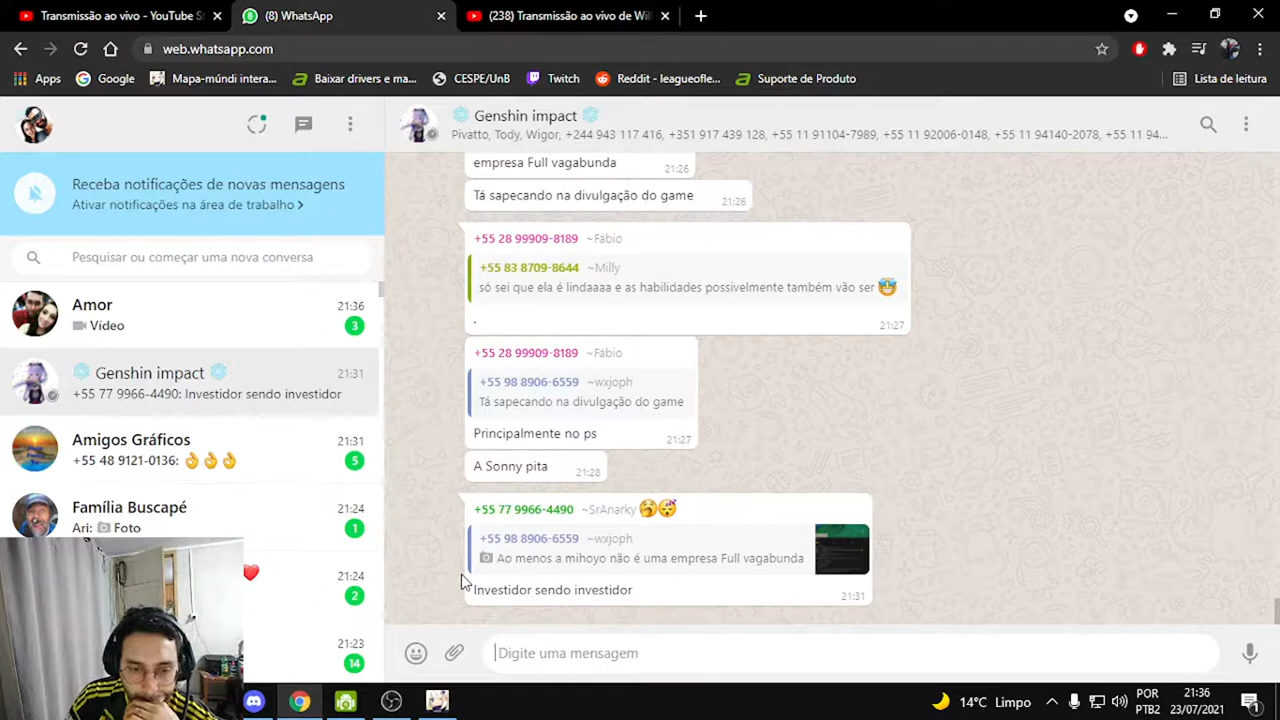 Transmissão ao vivo - YouTube S
(8) WhatsApp
(238) Transmissão ao vivo de Wil
web.whatsapp.com
Apps
Google
Mapa-múndi intera...
Baixar drivers e ma...
CESPE/UnB
Twitch
Reddit - leagueofle...
Suporte de Produto
Lista de leitura
Receba notificações de novas mensagens
Ativar notificações na área de trabalho
Pesquisar ou começar uma nova conversa
Amor
21:36
Vídeo
3
Genshin impact
21:31
+55 77 9966-4490: Investidor sendo investidor
Amigos Gráficos
21:31
+55 48 9121-0136: 👌👌👌
5
Família Buscapé
21:24
Ari: Foto
1
21:24
2
21:23
14
Genshin impact
Pivatto, Tody, Wigor, +244 943 117 416, +351 917 439 128, +55 11 91104-7989, +55 11 92006-0148, +55 11 94140-2078, +55 11 94...
empresa Full vagabunda
21:26
Tá sapecando na divulgação do game
21:26
+55 28 99909-8189 ~Fábio
+55 83 8709-8644 ~Milly
só sei que ela é lindaaaa e as habilidades possivelmente também vão ser 🤩
.
21:27
+55 28 99909-8189 ~Fábio
+55 98 8906-6559 ~wxjoph
Tá sapecando na divulgação do game
Principalmente no ps
21:27
A Sonny pita
21:28
+55 77 9966-4490 ~SrAnarky 🥱😴
+55 98 8906-6559 ~wxjoph
Ao menos a mihoyo não é uma empresa Full vagabunda
Investidor sendo investidor
21:31
Digite uma mensagem
14°C Limpo
POR
PTB2
21:36
23/07/2021
1